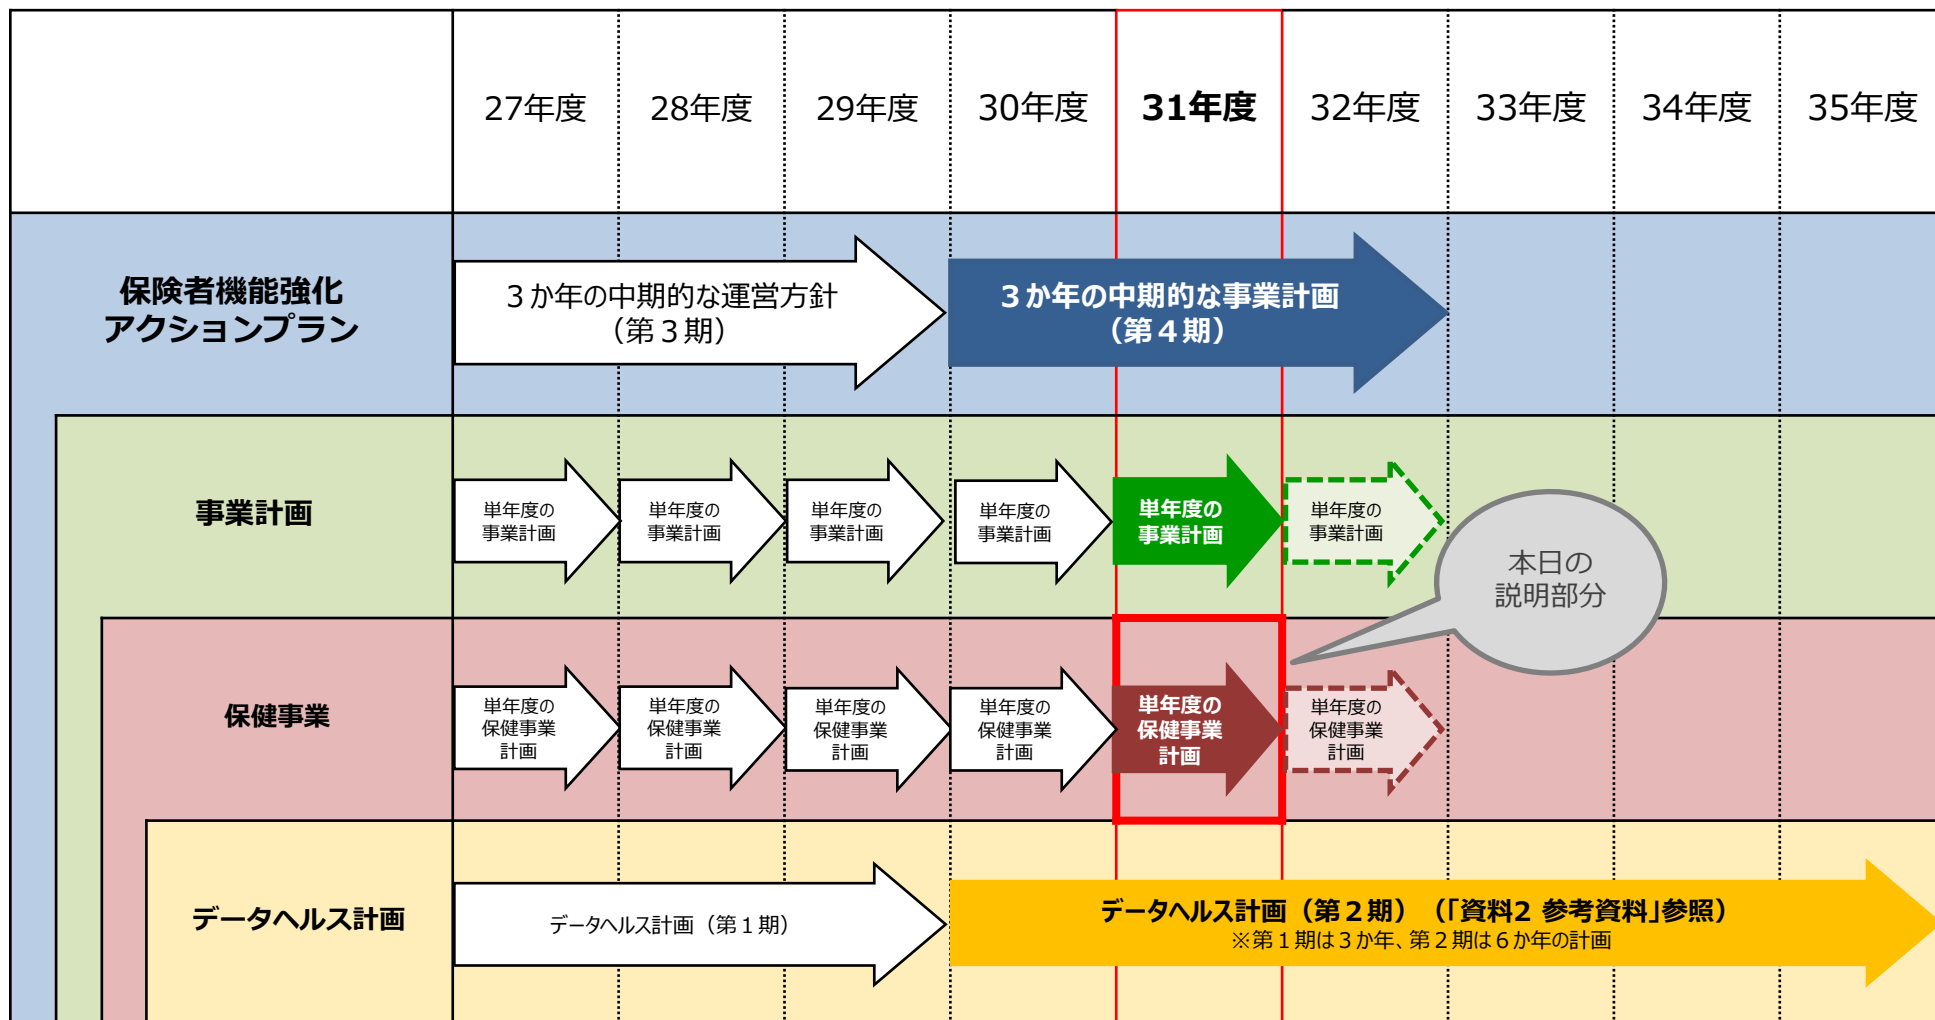 27年度
28年度
29年度
30年度
31年度
32年度
33年度
34年度
35年度
保険者機能強化
アクションプラン
３か年の中期的な運営方針
（第３期）
３か年の中期的な事業計画
（第４期）
事業計画
単年度の
事業計画
単年度の
事業計画
単年度の
事業計画
単年度の
事業計画
単年度の
事業計画
単年度の
事業計画
本日の
説明部分
保健事業
単年度の
保健事業
計画
単年度の
保健事業
計画
単年度の
保健事業
計画
単年度の
保健事業
計画
単年度の
保健事業
計画
単年度の
保健事業
計画
データヘルス計画
データヘルス計画（第１期）
データヘルス計画（第２期）（「資料2 参考資料」参照）
※第１期は３か年、第２期は６か年の計画